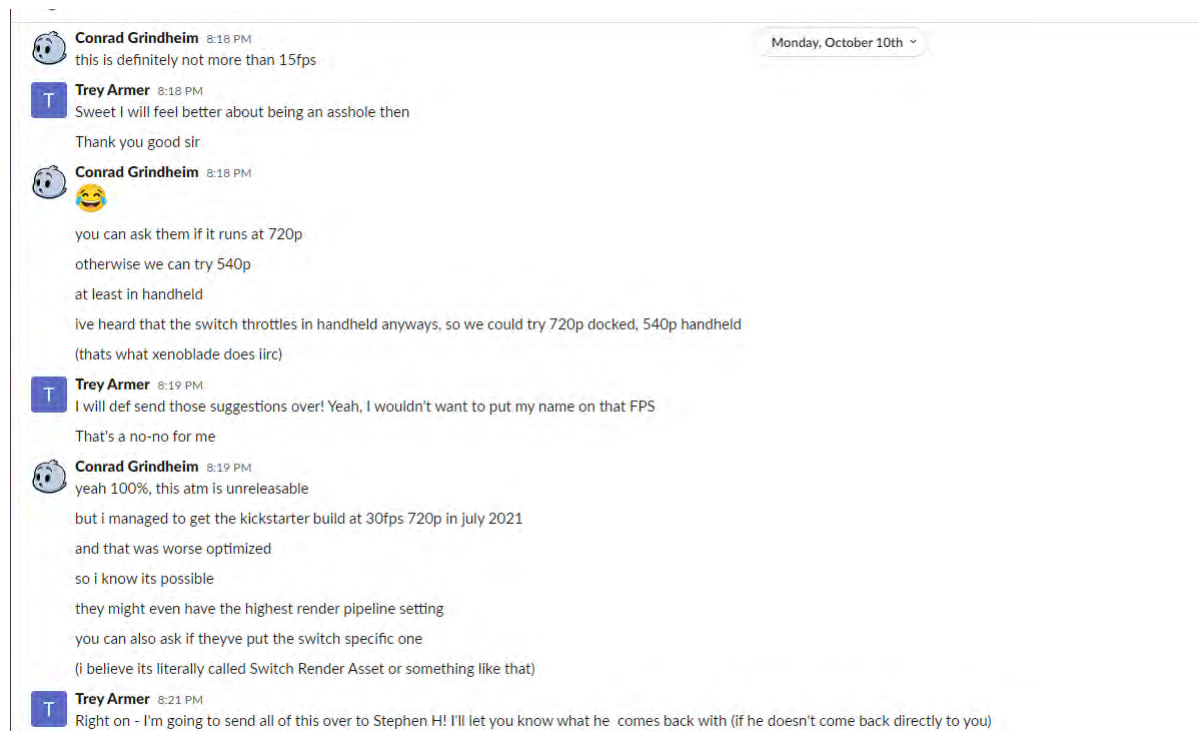 Conrad Grindheim 8:18 PM
Monday, October 10th
this is definitely not more than 15fps
T
Trey Armer 8:18 PM
Sweet I will feel better about being an asshole then
Thank you good sir
Conrad Grindheim 8:18 PM
you can ask them if it runs at 720p
otherwise we can try 540p
at least in handheld
ive heard that the switch throttles in handheld anyways, so we could try 720p docked, 540p handheld
(thats what xenoblade does iirc)
T
Trey Armer 8:19 PM
I will def send those suggestions over! Yeah, I wouldn't want to put my name on that FPS
That's a no-no for me
Conrad Grindheim 8:19 PM
yeah 100%, this atm is unreleasable
but i managed to get the kickstarter build at 30fps 720p in july 2021
and that was worse optimized
so i know its possible
they might even have the highest render pipeline setting
you can also ask if theyve put the switch specific one
(i believe its literally called Switch Render Asset or something like that)
T
Trey Armer 8:21 PM
Right on - I'm going to send all of this over to Stephen H! I'll let you know what he comes back with (if he doesn't come back directly to you)